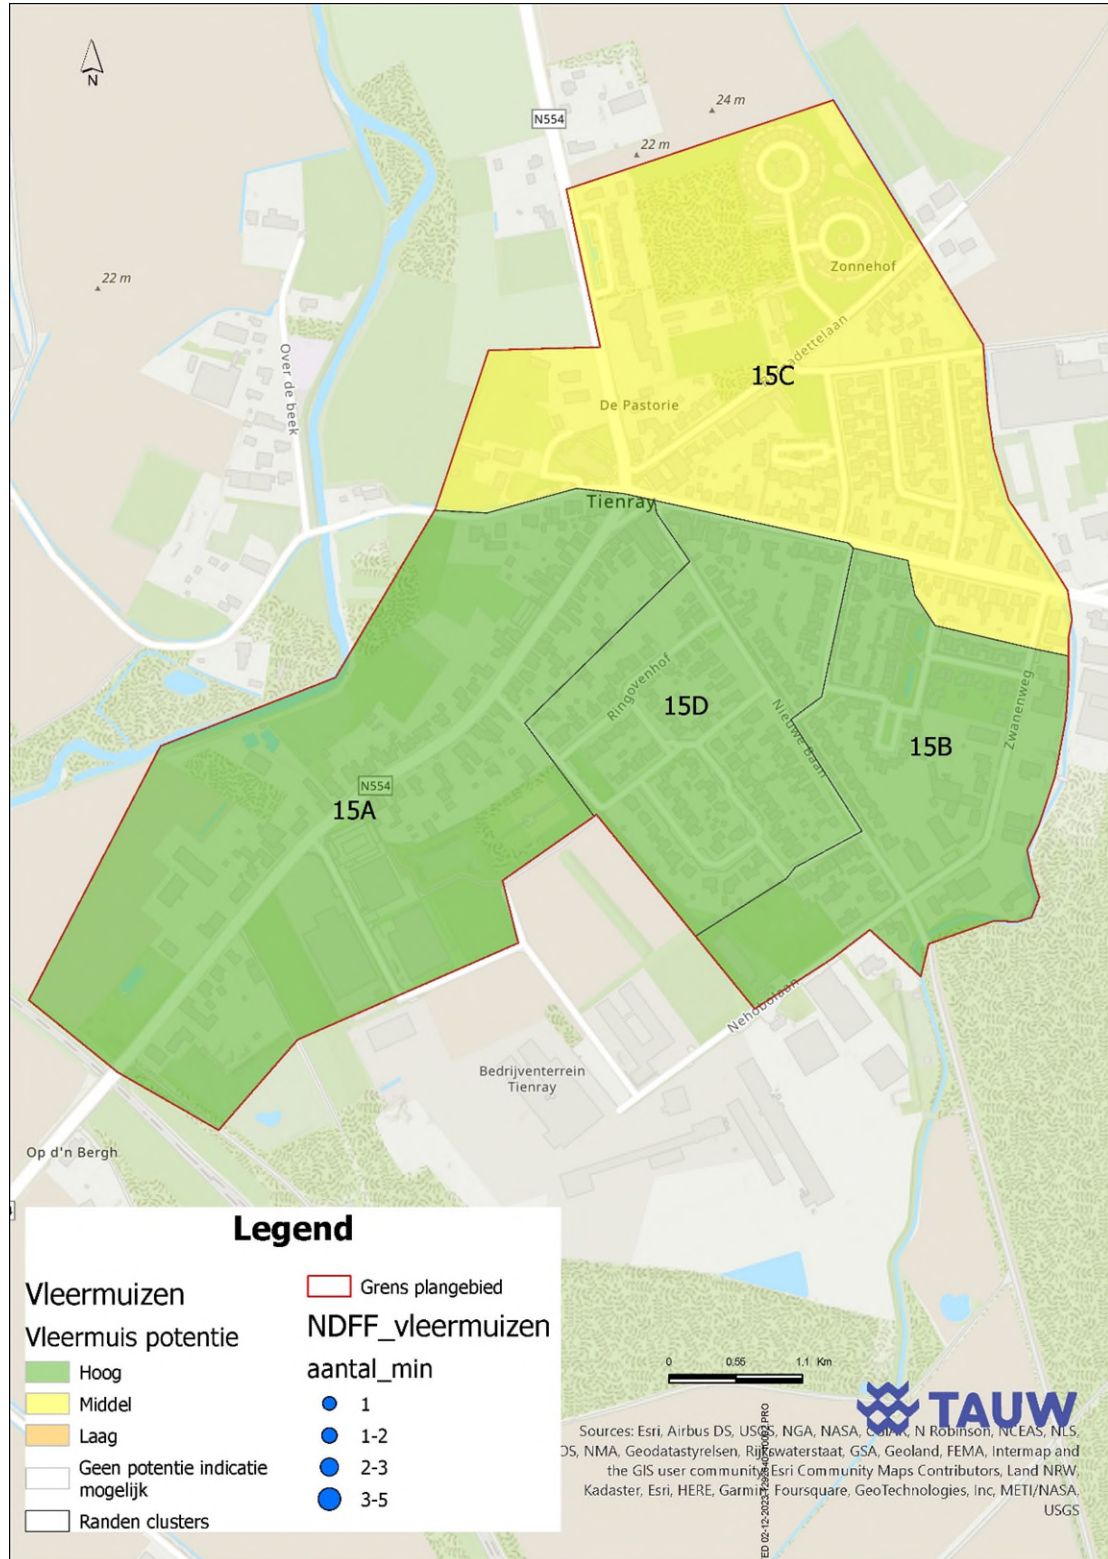 N
24 m
N554
22 m
Zonnehof
22 m
Over de beek
15C
De Pastorie
Tienray
Ringovenhof
15D
Nieuwe Baan
Zwanenweg
15B
N554
15A
Nehobolaan
Bedrijventerrein
Tienray
Op d'n Bergh
Legend
Vleermuizen
Vleermuis potentie
Hoog
Middel
Laag
Geen potentie indicatie
mogelijk
Randen clusters
Grens plangebied
NDFF_vleermuizen
aantal_min
1
1-2
2-3
3-5
0 0.55 1.1 Km
TAUW
Sources: Esri, Airbus DS, USGS, NGA, NASA, CGIAR, N Robinson, NCEAS, NLS,
OS, NMA, Geodatastyrelsen, Rijkswaterstaat, GSA, Geoland, FEMA, Intermap and
the GIS user community, Esri Community Maps Contributors, Land NRW,
Kadaster, Esri, HERE, Garmin, Foursquare, GeoTechnologies, Inc, METI/NASA,
USGS